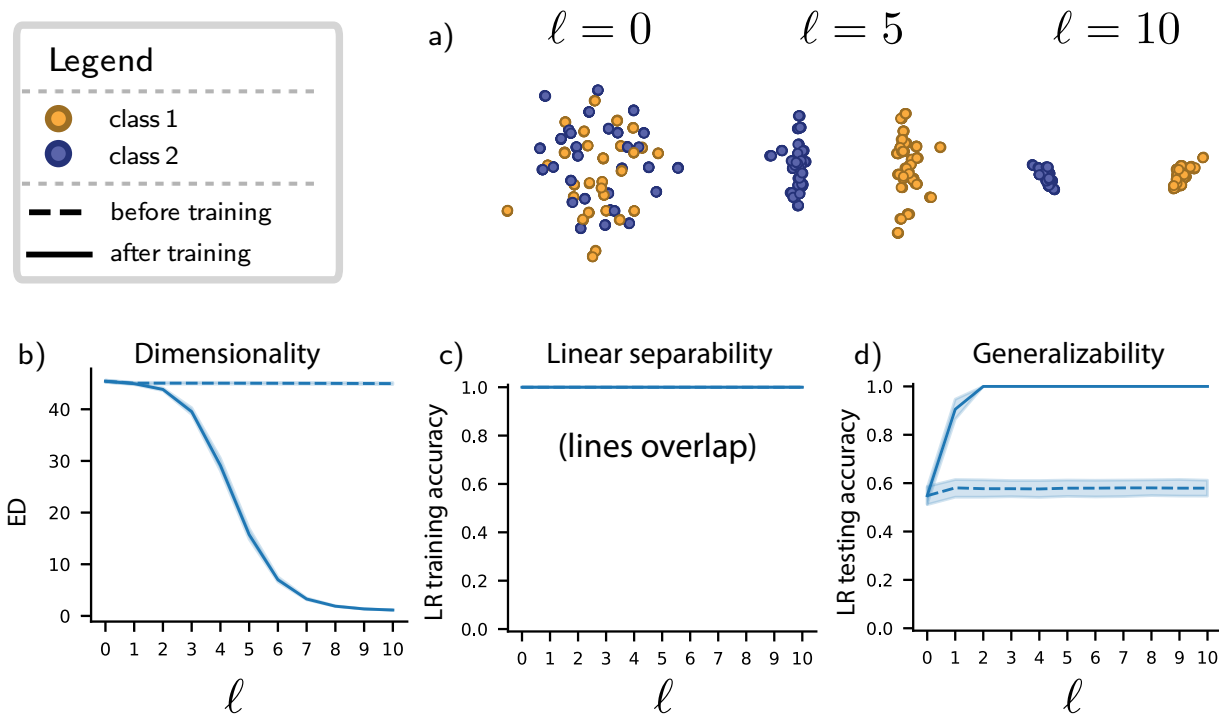 Legend
class 1
class 2
before training
after training
a)
ℓ = 0
ℓ = 5
ℓ = 10
b)
Dimensionality
ED
40
30
20
10
0
0 1 2 3 4 5 6 7 8 9 10
ℓ
c)
Linear separability
LR training accuracy
1.0
0.8
0.6
0.4
0.2
0.0
(lines overlap)
0 1 2 3 4 5 6 7 8 9 10
ℓ
d)
Generalizability
LR testing accuracy
1.0
0.8
0.6
0.4
0.2
0.0
0 1 2 3 4 5 6 7 8 9 10
ℓ